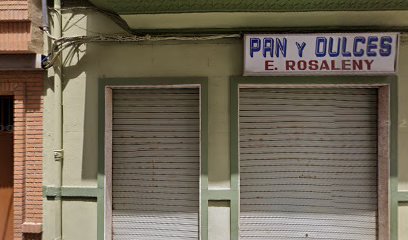 PAN Y DULCES
E. ROSALENY